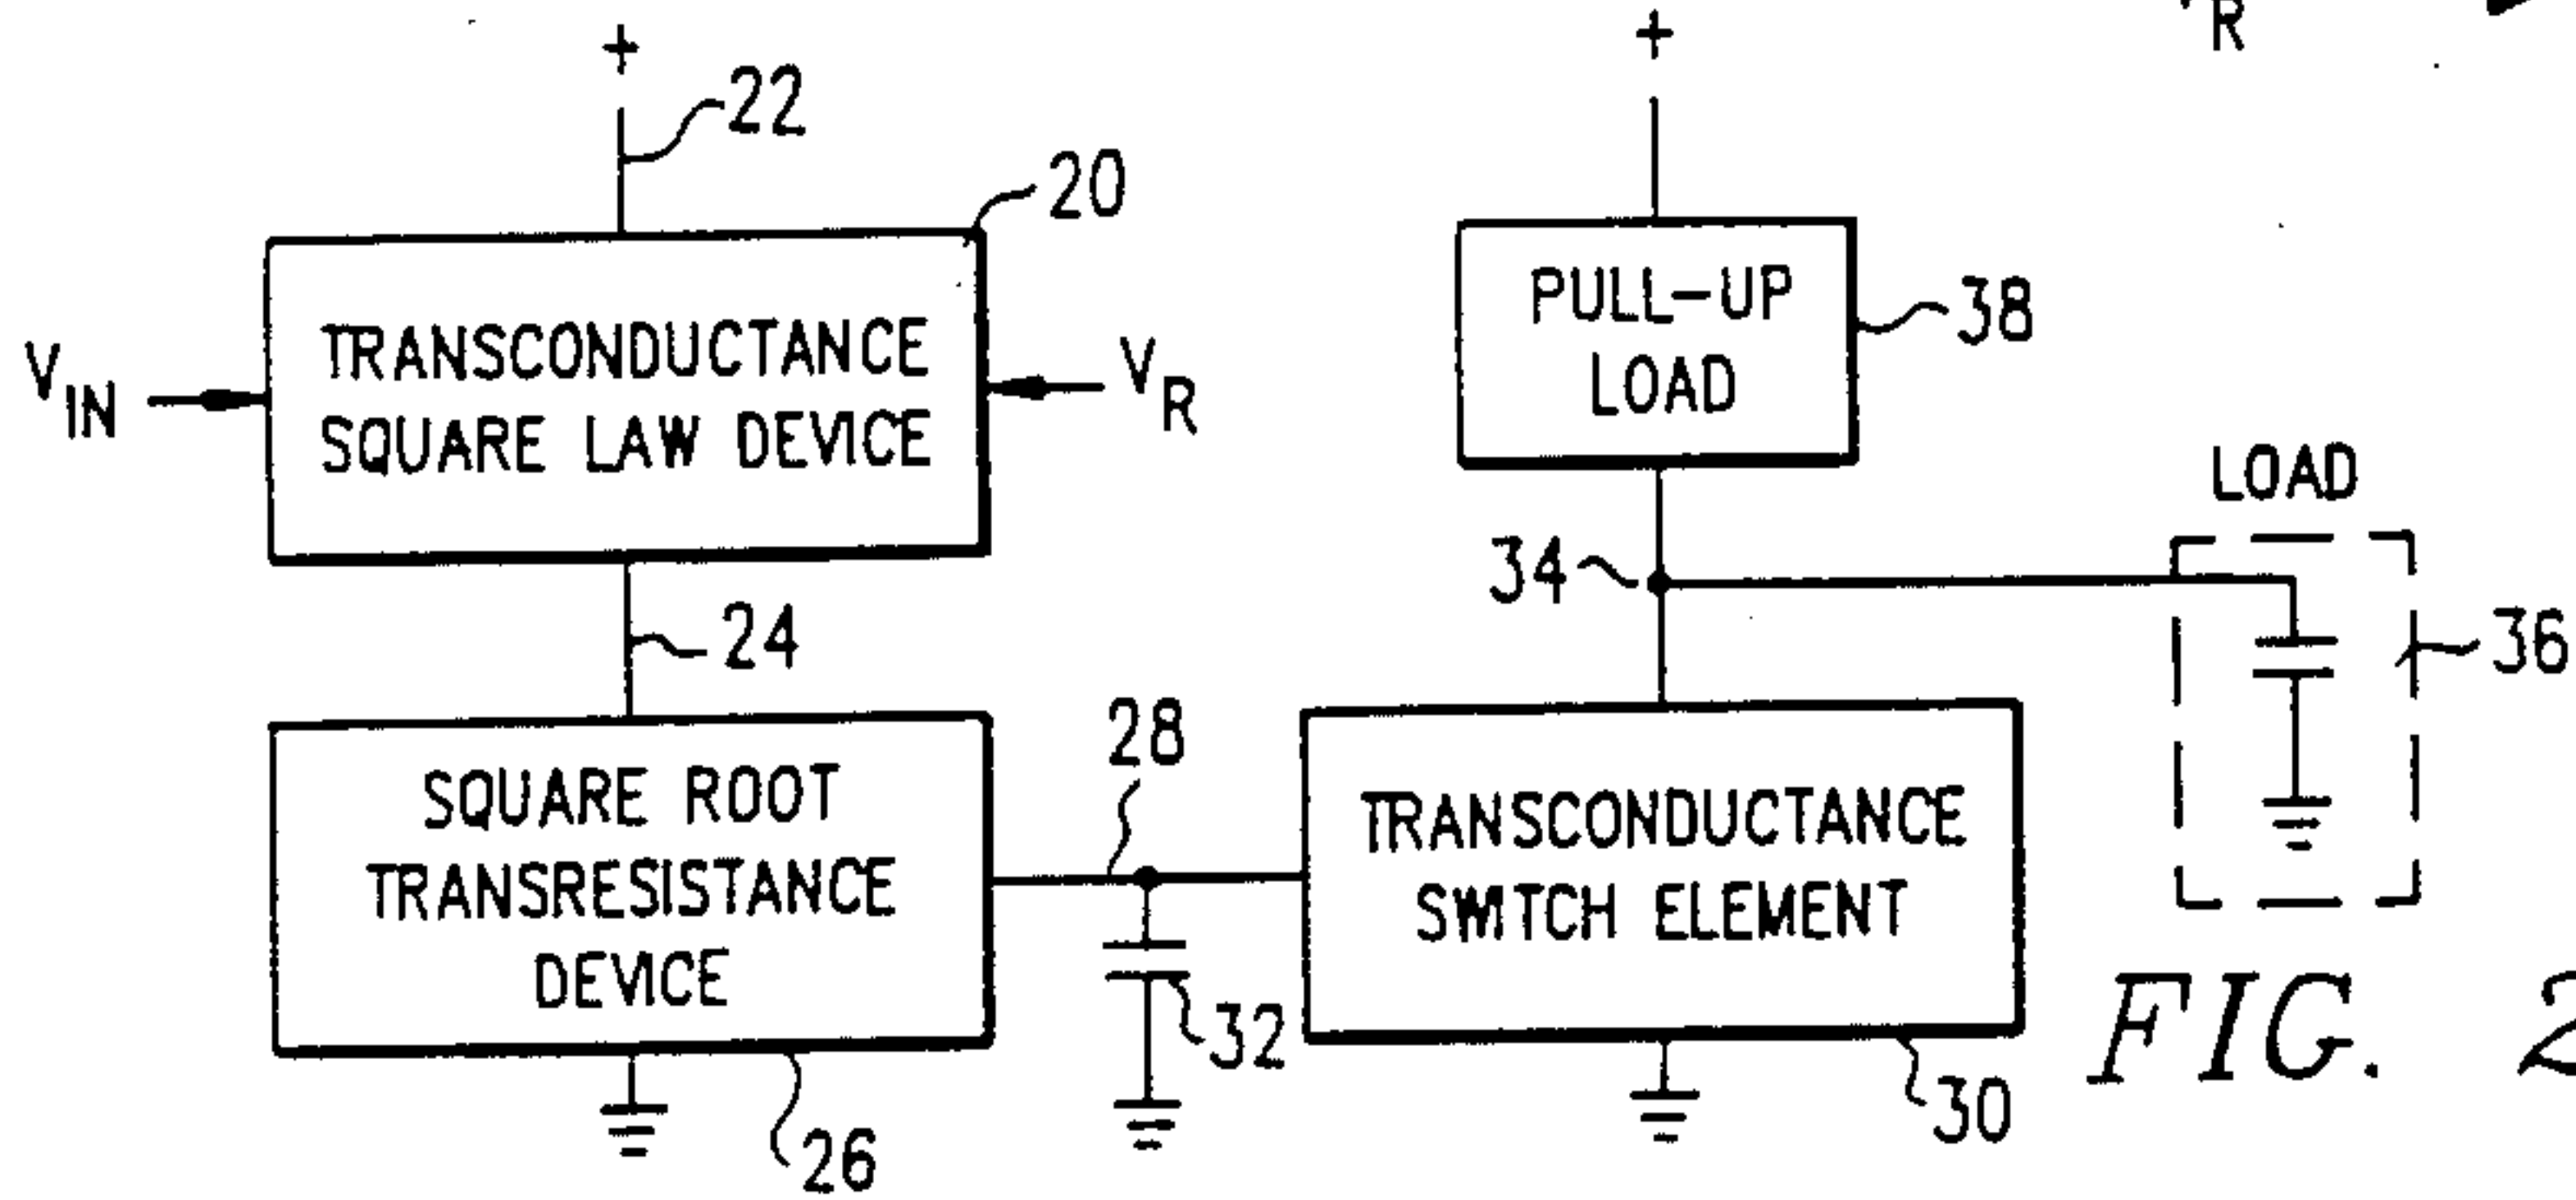 V_R
+
22
20
TRANSCONDUCTANCE
SQUARE LAW DEVICE
V_IN
V_R
24
SQUARE ROOT
TRANSRESISTANCE
DEVICE
26
28
32
+
PULL-UP
LOAD
38
34
LOAD
36
TRANSCONDUCTANCE
SWITCH ELEMENT
30
FIG. 2